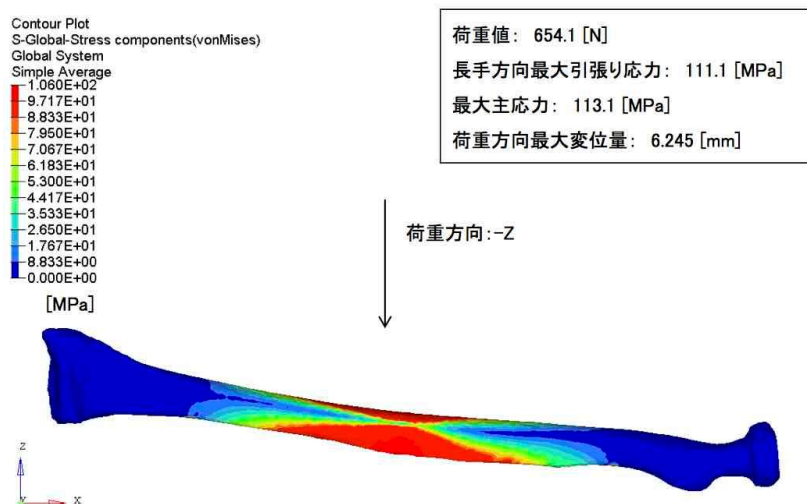 Contour Plot
S-Global-Stress components(vonMises)
Global System
Simple Average
1.060E+02
9.717E+01
8.833E+01
7.950E+01
7.067E+01
6.183E+01
5.300E+01
4.417E+01
3.533E+01
2.650E+01
1.767E+01
8.833E+00
0.000E+00
[MPa]
荷重値: 654.1 [N]
長手方向最大引張り応力: 111.1 [MPa]
最大主応力: 113.1 [MPa]
荷重方向最大変位量: 6.245 [mm]
荷重方向:-Z
Z
Y
X